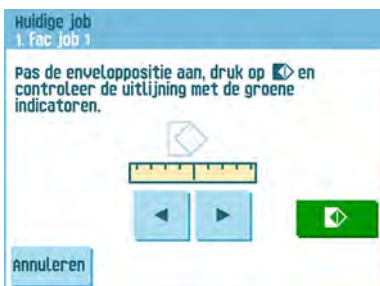 Huidige job
1. Fac job 1
Pas de enveloppositie aan, druk op en
controleer de uitlijning met de groene
indicatoren.
Annuleren